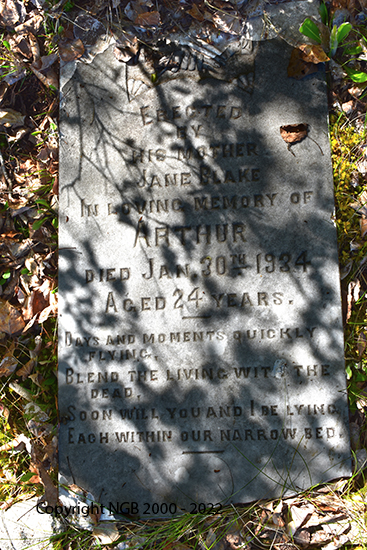 Erected
by
his mother
Jane Blake
In loving memory of
Arthur
died Jan 30th 1934
Aged 24 years.
Days and moments quickly
flying.
Blend the living with the
dead.
Soon will you and I be lying
Each within our narrow bed.
Copyright NGB 2000 - 2022